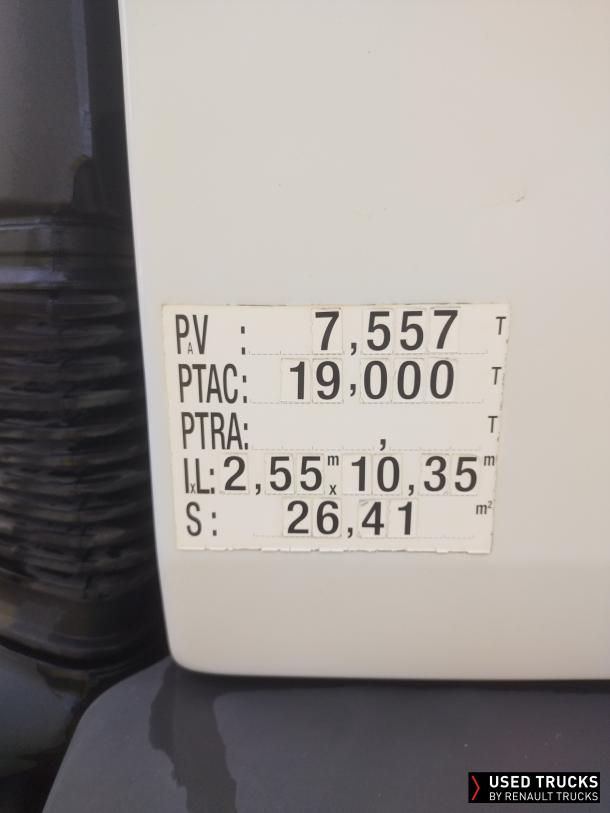 PAV : 7,557 T
PTAC: 19,000 T
PTRA: , T
IxL: 2,55 m x 10,35 m
S : 26,41 m²
USED TRUCKS
BY RENAULT TRUCKS